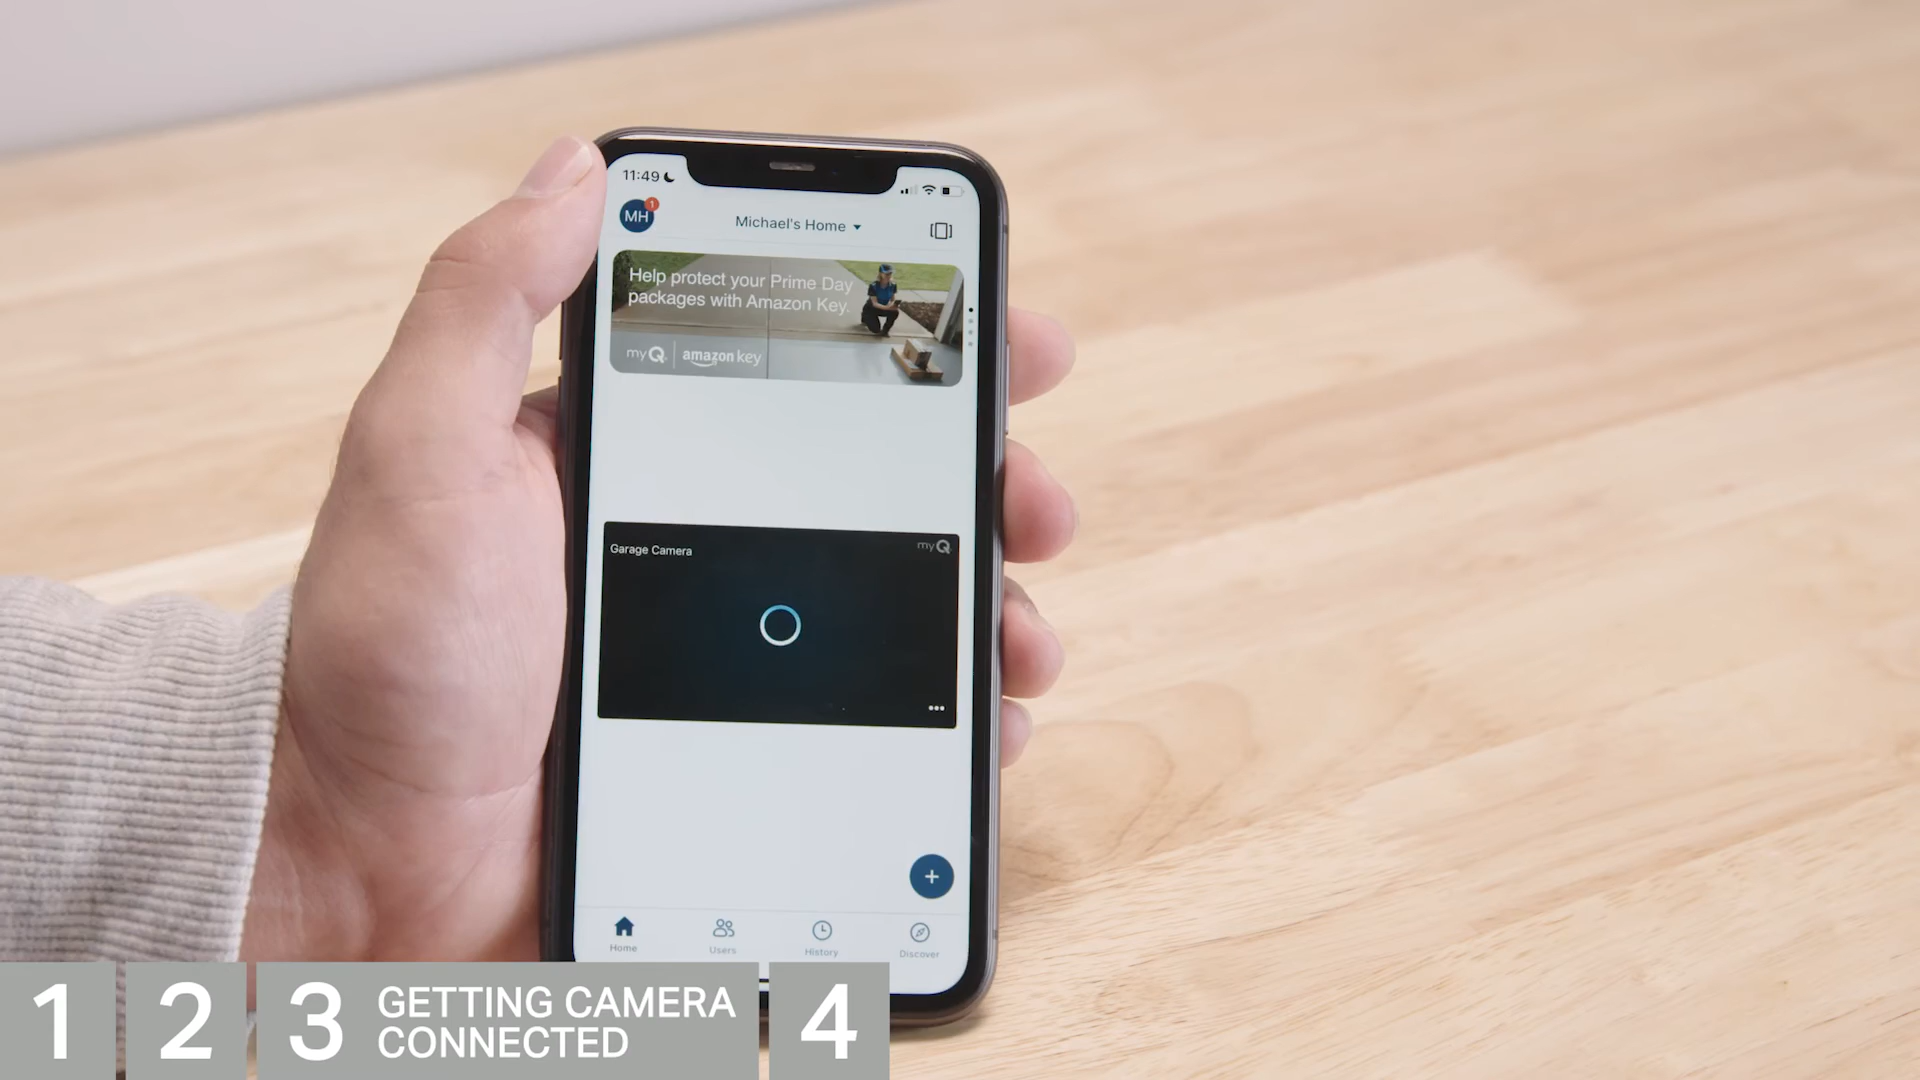 11:49
MH
1
Michael's Home
Help protect your Prime Day
packages with Amazon Key.
myQ | amazon key
Garage Camera
myQ
Home
Users
History
Discover
1
2
3
GETTING CAMERA
CONNECTED
4